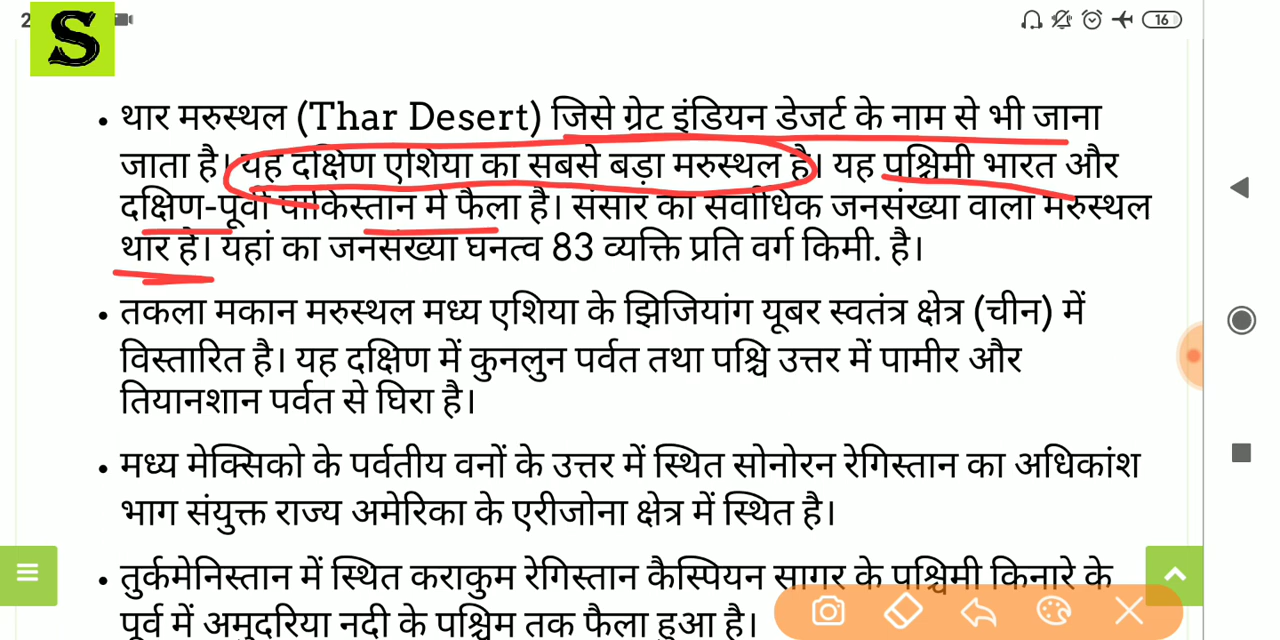 2
S
16
• थार मरुस्थल (Thar Desert) जिसे ग्रेट इंडियन डेजर्ट के नाम से भी जाना
जाता है। यह दक्षिण एशिया का सबसे बड़ा मरुस्थल है। यह पश्चिमी भारत और
दक्षिण-पूर्वी पाकिस्तान में फैला है। संसार का सर्वाधिक जनसंख्या वाला मरुस्थल
थार है। यहां का जनसंख्या घनत्व 83 व्यक्ति प्रति वर्ग किमी. है।
• तकला मकान मरुस्थल मध्य एशिया के झिजियांग यूबर स्वतंत्र क्षेत्र (चीन) में
विस्तारित है। यह दक्षिण में कुनलुन पर्वत तथा पश्चि उत्तर में पामीर और
तियानशान पर्वत से घिरा है।
• मध्य मेक्सिको के पर्वतीय वनों के उत्तर में स्थित सोनोरन रेगिस्तान का अधिकांश
भाग संयुक्त राज्य अमेरिका के एरीजोना क्षेत्र में स्थित है।
• तुर्कमेनिस्तान में स्थित काराकुम रेगिस्तान कैस्पियन सागर के पश्चिमी किनारे के
पूर्व में अमुदरिया नदी के पश्चिम तक फैला हुआ है।